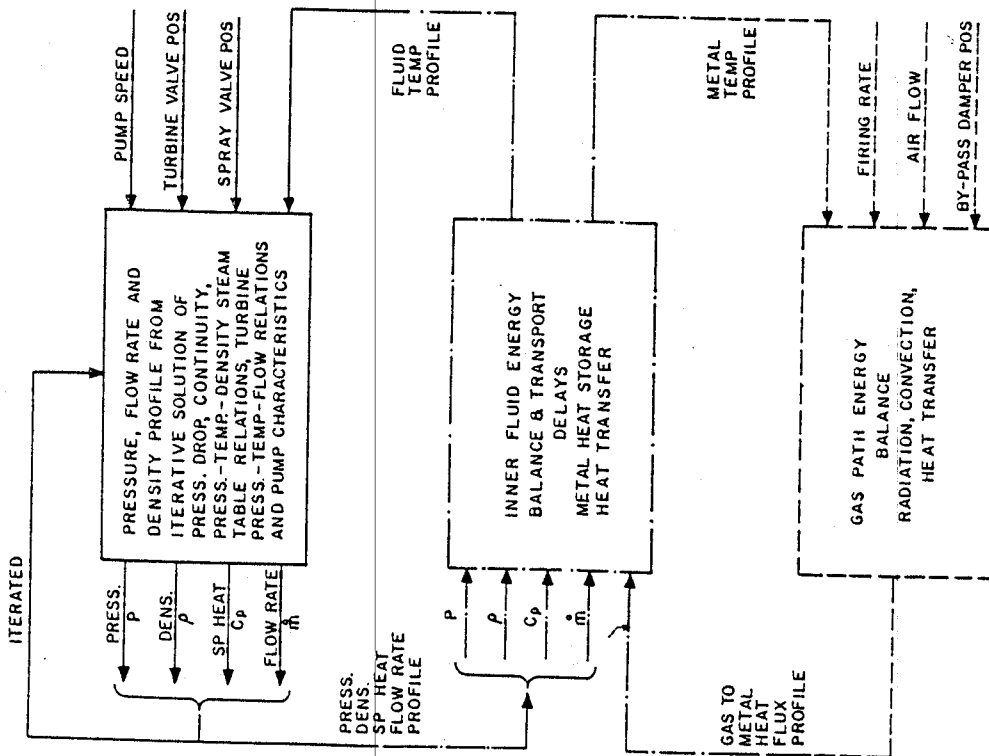 ITERATED
PRESS.
P
DENS.
ρ
SP HEAT
Cp
FLOW RATE
ṁ
PRESSURE, FLOW RATE AND
DENSITY PROFILE FROM
ITERATIVE SOLUTION OF
PRESS. DROP, CONTINUITY,
PRESS.-TEMP.-DENSITY STEAM
TABLE RELATIONS, TURBINE
PRESS.-TEMP-FLOW RELATIONS
AND PUMP CHARACTERISTICS
PUMP SPEED
TURBINE VALVE POS
SPRAY VALVE POS
FLUID
TEMP
PROFILE
PRESS.
DENS.
SP HEAT
FLOW RATE
PROFILE
P
ρ
Cp
ṁ
INNER FLUID ENERGY
BALANCE & TRANSPORT
DELAYS
METAL HEAT STORAGE
HEAT TRANSFER
METAL
TEMP
PROFILE
GAS TO
METAL
HEAT
FLUX
PROFILE
GAS PATH ENERGY
BALANCE
RADIATION, CONVECTION,
HEAT TRANSFER
FIRING RATE
AIR FLOW
BY-PASS DAMPER POS